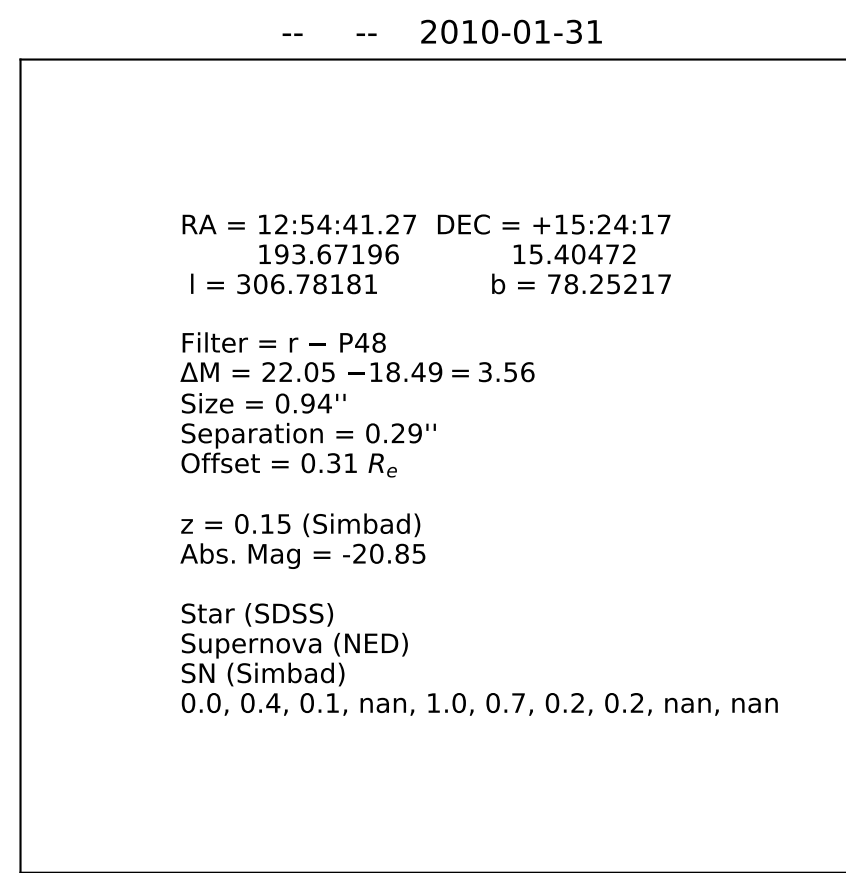 -- -- 2010-01-31
RA = 12:54:41.27 DEC = +15:24:17
193.67196 15.40472
l = 306.78181 b = 78.25217
Filter = r − P48
ΔM = 22.05 −18.49 = 3.56
Size = 0.94''
Separation = 0.29''
Offset = 0.31 Re
z = 0.15 (Simbad)
Abs. Mag = -20.85
Star (SDSS)
Supernova (NED)
SN (Simbad)
0.0, 0.4, 0.1, nan, 1.0, 0.7, 0.2, 0.2, nan, nan